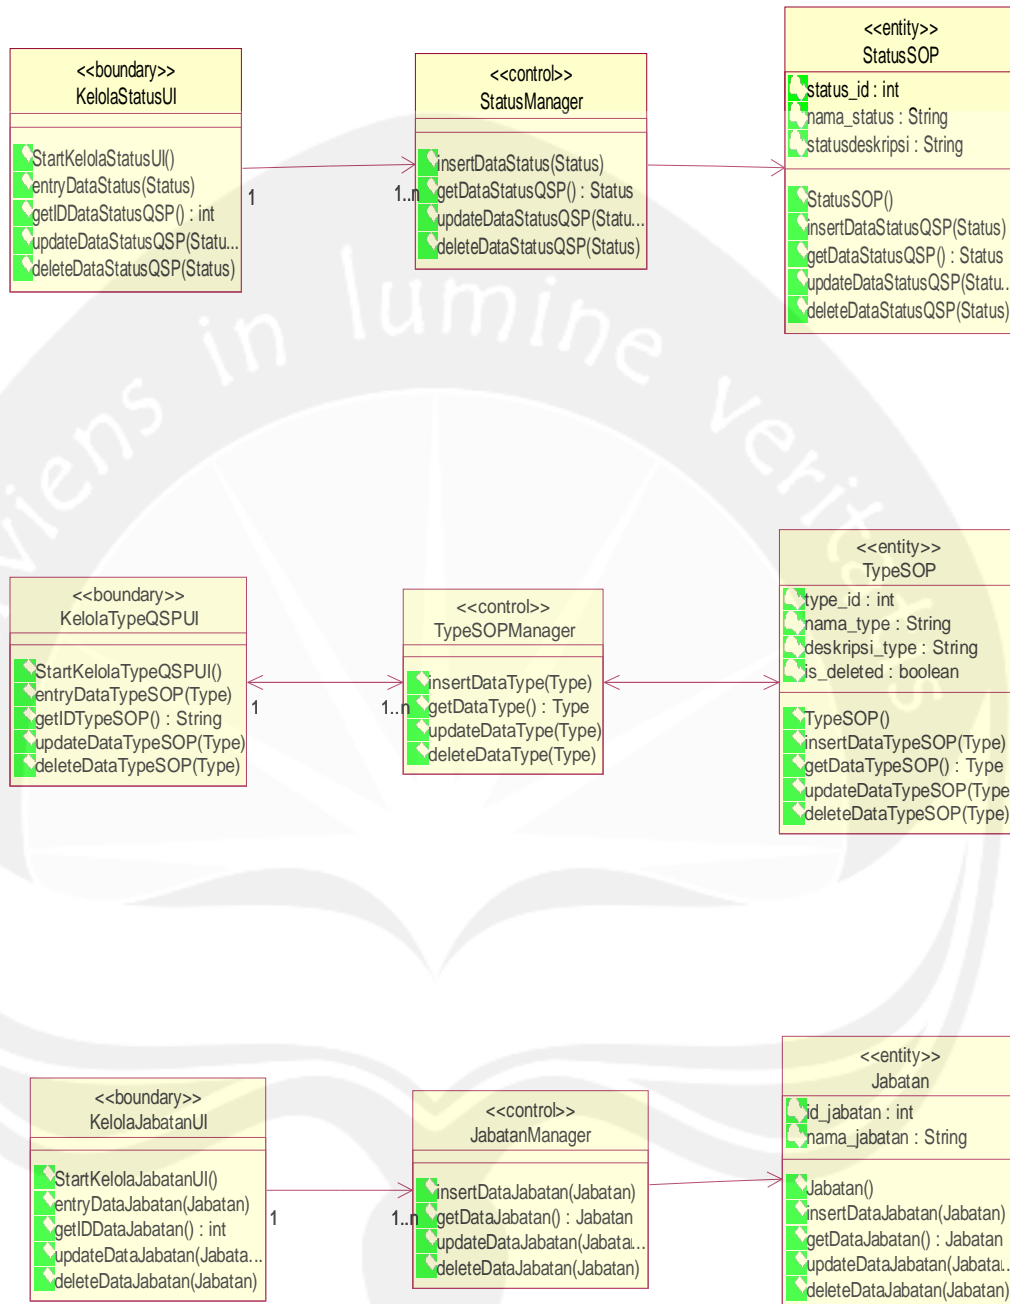 <<boundary>>
KelolaStatusUI
StartKelolaStatusUI()
entryDataStatus(Status)
getIDDataStatusQSP() : int
updateDataStatusQSP(Statu...
deleteDataStatusQSP(Status)
1
1..n
<<control>>
StatusManager
insertDataStatus(Status)
getDataStatusQSP() : Status
updateDataStatusQSP(Statu...
deleteDataStatusQSP(Status)
<<entity>>
StatusSOP
status_id : int
nama_status : String
statusdeskripsi : String
StatusSOP()
insertDataStatusQSP(Status)
getDataStatusQSP() : Status
updateDataStatusQSP(Statu...
deleteDataStatusQSP(Status)
viens in lumine veritatis
<<boundary>>
KelolaTypeQSPUI
StartKelolaTypeQSPUI()
entryDataTypeSOP(Type)
getIDTypeSOP() : String
updateDataTypeSOP(Type)
deleteDataTypeSOP(Type)
1
1..n
<<control>>
TypeSOPManager
insertDataType(Type)
getDataType() : Type
updateDataType(Type)
deleteDataType(Type)
<<entity>>
TypeSOP
type_id : int
nama_type : String
deskripsi_type : String
is_deleted : boolean
TypeSOP()
insertDataTypeSOP(Type)
getDataTypeSOP() : Type
updateDataTypeSOP(Type
deleteDataTypeSOP(Type)
<<boundary>>
KelolaJabatanUI
StartKelolaJabatanUI()
entryDataJabatan(Jabatan)
getIDDataJabatan() : int
updateDataJabatan(Jabata...
deleteDataJabatan(Jabatan)
1
1..n
<<control>>
JabatanManager
insertDataJabatan(Jabatan)
getDataJabatan() : Jabatan
updateDataJabatan(Jabata...
deleteDataJabatan(Jabatan)
<<entity>>
Jabatan
id_jabatan : int
nama_jabatan : String
Jabatan()
insertDataJabatan(Jabatan)
getDataJabatan() : Jabatan
updateDataJabatan(Jabata...
deleteDataJabatan(Jabatan)